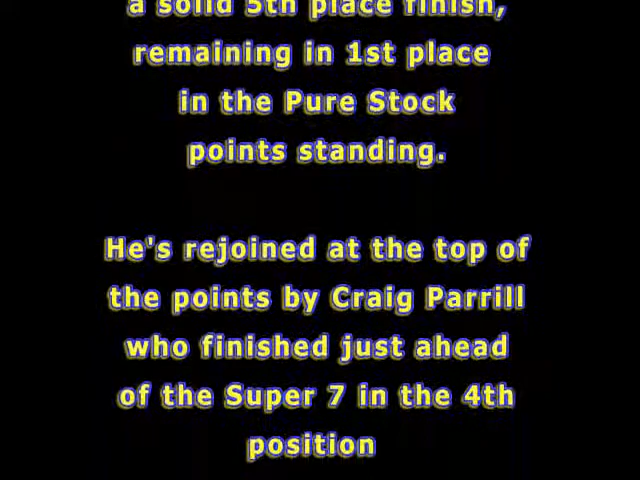 a solid 5th place finish,
remaining in 1st place
in the Pure Stock
points standing.
He's rejoined at the top of
the points by Craig Parrill
who finished just ahead
of the Super 7 in the 4th
position